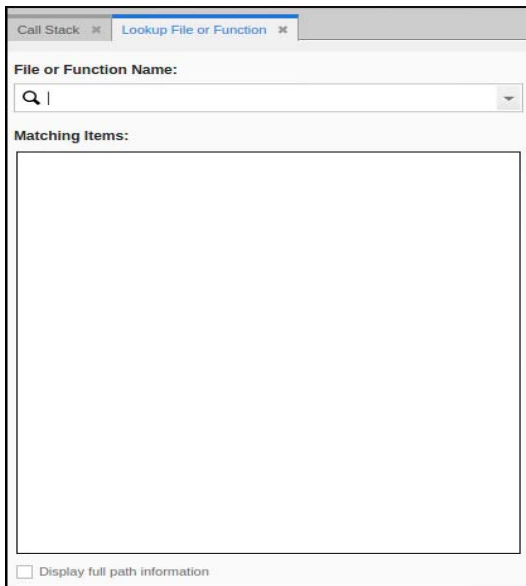 Call Stack
Lookup File or Function
File or Function Name:
Matching Items:
Display full path information